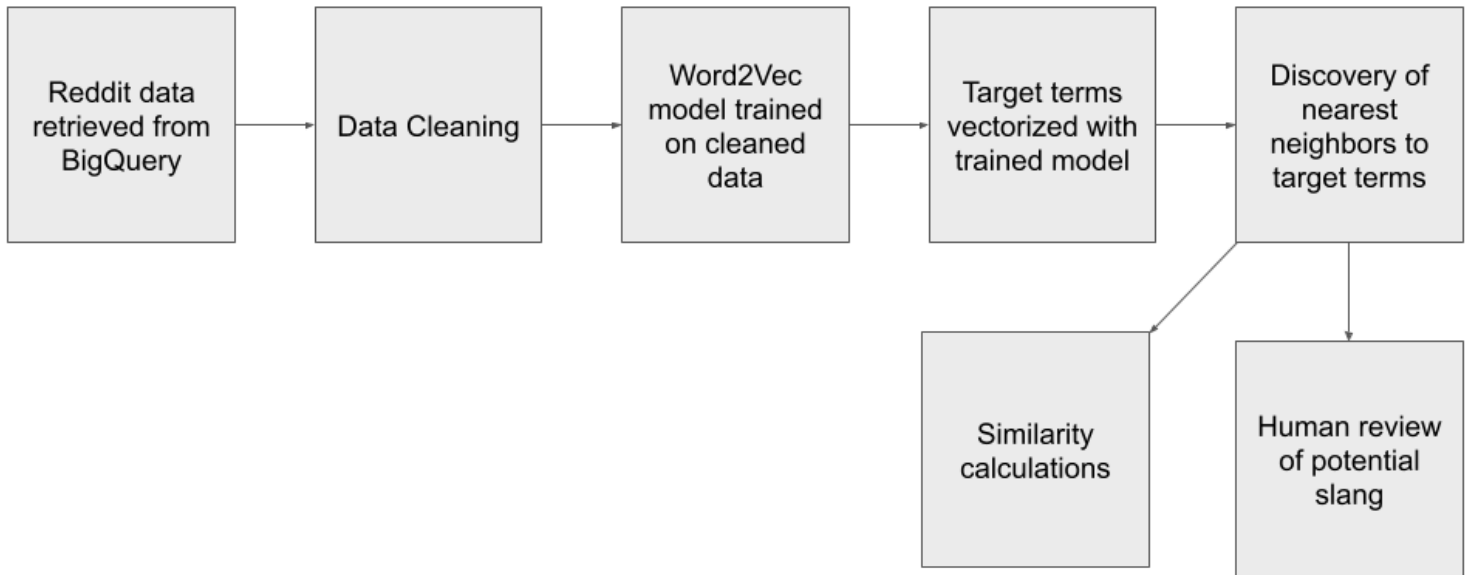 Reddit data
retrieved from
BigQuery
Data Cleaning
Word2Vec
model trained
on cleaned
data
Target terms
vectorized with
trained model
Discovery of
nearest
neighbors to
target terms
Similarity
calculations
Human review
of potential
slang